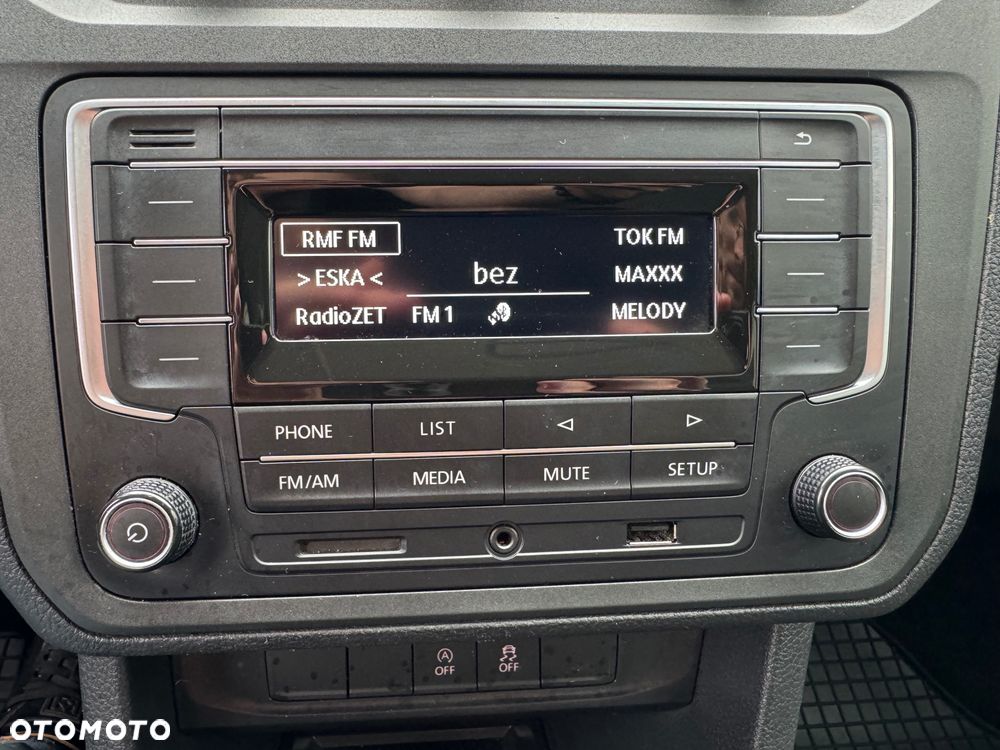 RMF FM
TOK FM
> ESKA <
bez
MAXXX
RadioZET
FM 1
MELODY
PHONE
LIST
FM/AM
MEDIA
MUTE
SETUP
A
OFF
OFF
OTOMOTO